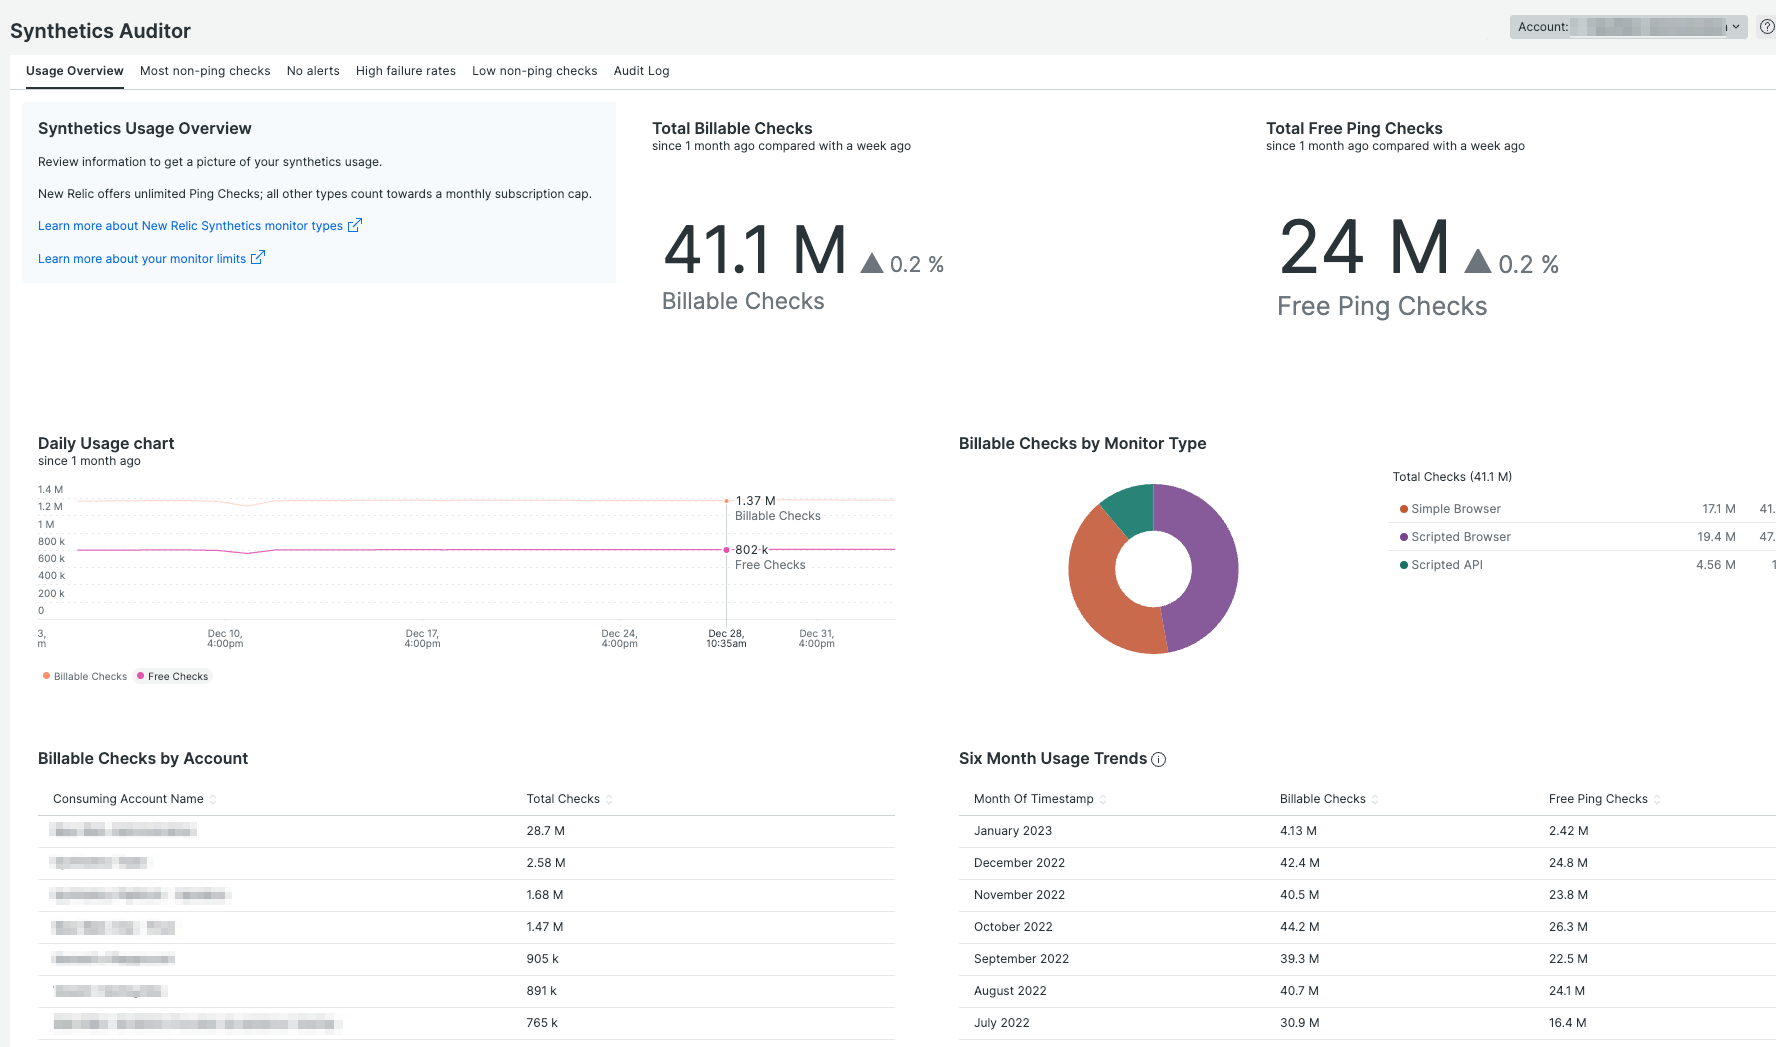 Synthetics Auditor
Account:
Usage Overview Most non-ping checks No alerts High failure rates Low non-ping checks Audit Log
Synthetics Usage Overview
Review information to get a picture of your synthetics usage.
New Relic offers unlimited Ping Checks; all other types count towards a monthly subscription cap.
Learn more about New Relic Synthetics monitor types
Learn more about your monitor limits
Total Billable Checks
since 1 month ago compared with a week ago
41.1 M 0.2 %
Billable Checks
Total Free Ping Checks
since 1 month ago compared with a week ago
24 M 0.2 %
Free Ping Checks
Daily Usage chart
since 1 month ago
1.4 M
1.2 M
1 M
800 k
600 k
400 k
200 k
0
1.37 M
Billable Checks
802 k
Free Checks
3, Dec 10, Dec 17, Dec 24, Dec 28, Dec 31,
m 4:00pm 4:00pm 4:00pm 10:35am 4:00pm
Billable Checks Free Checks
Billable Checks by Monitor Type
Total Checks (41.1 M)
Simple Browser 17.1 M 41.
Scripted Browser 19.4 M 47.
Scripted API 4.56 M 1
Billable Checks by Account
Consuming Account Name Total Checks
28.7 M
2.58 M
1.68 M
1.47 M
905 k
891 k
765 k
Six Month Usage Trends
Month Of Timestamp Billable Checks Free Ping Checks
January 2023 4.13 M 2.42 M
December 2022 42.4 M 24.8 M
November 2022 40.5 M 23.8 M
October 2022 44.2 M 26.3 M
September 2022 39.3 M 22.5 M
August 2022 40.7 M 24.1 M
July 2022 30.9 M 16.4 M